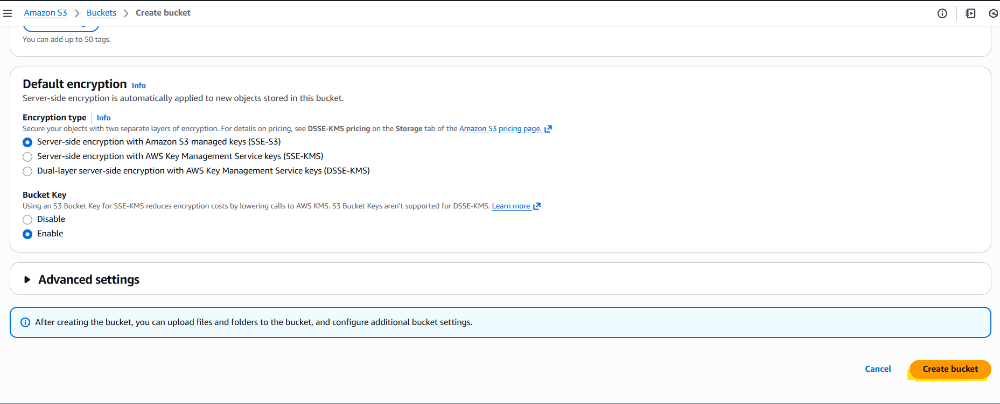 Amazon S3 > Buckets > Create bucket
You can add up to 50 tags.
Default encryption Info
Server-side encryption is automatically applied to new objects stored in this bucket.
Encryption type Info
Secure your objects with two separate layers of encryption. For details on pricing, see DSSE-KMS pricing on the Storage tab of the Amazon S3 pricing page.
Server-side encryption with Amazon S3 managed keys (SSE-S3)
Server-side encryption with AWS Key Management Service keys (SSE-KMS)
Dual-layer server-side encryption with AWS Key Management Service keys (DSSE-KMS)
Bucket Key
Using an S3 Bucket Key for SSE-KMS reduces encryption costs by lowering calls to AWS KMS. S3 Bucket Keys aren't supported for DSSE-KMS. Learn more
Disable
Enable
Advanced settings
After creating the bucket, you can upload files and folders to the bucket, and configure additional bucket settings.
Cancel
Create bucket